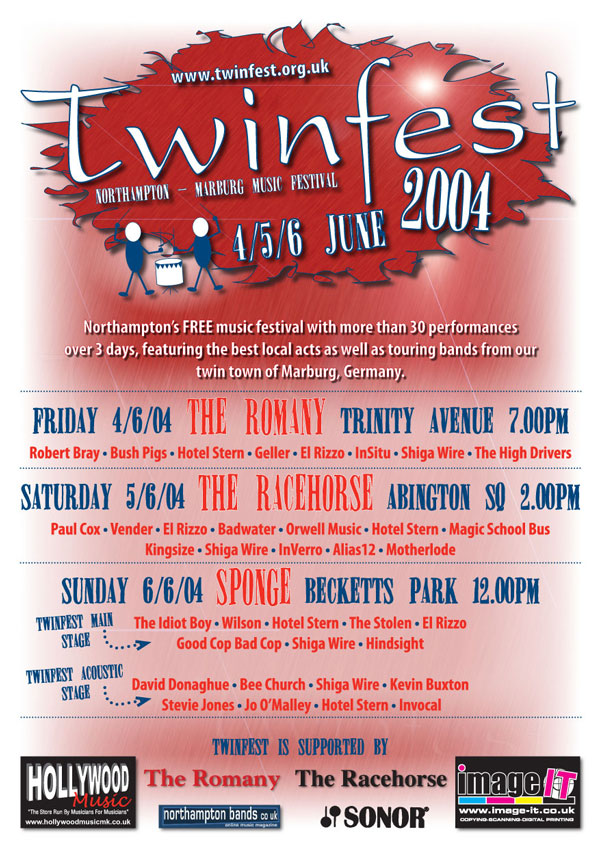 www.twinfest.org.uk
Twinfest
Northampton – Marburg Music Festival
2004
4/5/6 June
Northampton's FREE music festival with more than 30 performances
over 3 days, featuring the best local acts as well as touring bands from our
twin town of Marburg, Germany.
Friday 4/6/04 The Romany Trinity Avenue 7.00pm
Robert Bray • Bush Pigs • Hotel Stern • Geller • El Rizzo • InSitu • Shiga Wire • The High Drivers
Saturday 5/6/04 The Racehorse Abington Sq 2.00pm
Paul Cox • Vender • El Rizzo • Badwater • Orwell Music • Hotel Stern • Magic School Bus
Kingsize • Shiga Wire • InVerro • Alias12 • Motherlode
Sunday 6/6/04 Sponge Becketts Park 12.00pm
Twinfest Main
Stage
The Idiot Boy • Wilson • Hotel Stern • The Stolen • El Rizzo
Good Cop Bad Cop • Shiga Wire • Hindsight
Twinfest Acoustic
Stage
David Donaghue • Bee Church • Shiga Wire • Kevin Buxton
Stevie Jones • Jo O'Malley • Hotel Stern • Invocal
Twinfest is supported by
HOLLYWOOD
Music
"The Store Run By Musicians For Musicians"
www.hollywoodmusicmk.co.uk
The Romany The Racehorse
northampton bands co uk
online music magazine
SONOR
image IT
www.image-it.co.uk
COPYING-SCANNING-DIGITAL PRINTING